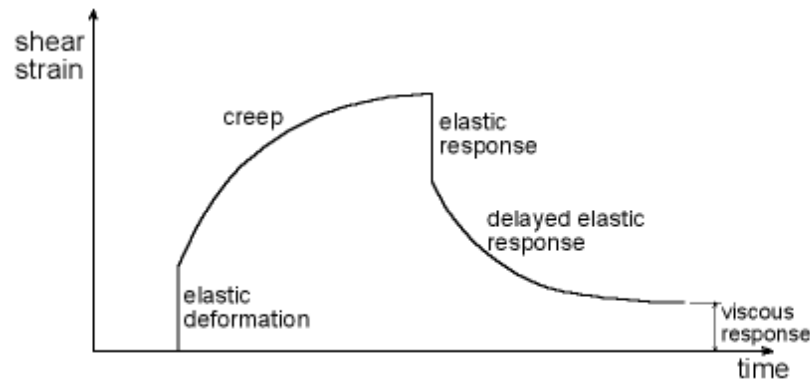 shear
strain
creep
elastic
response
delayed elastic
response
elastic
deformation
viscous
response
time